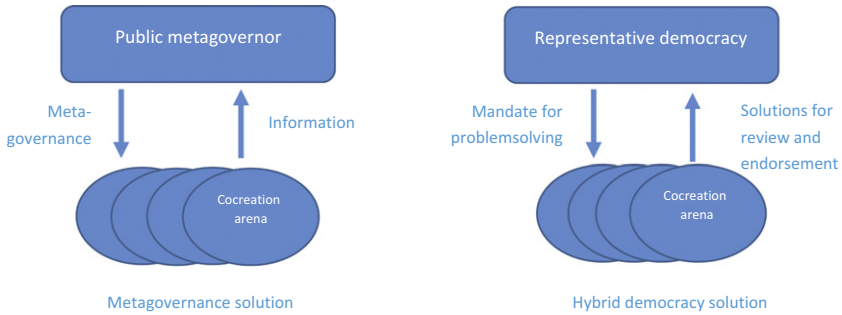 Public metagovernor
Meta-
governance
Information
Cocreation
arena
Metagovernance solution
Representative democracy
Mandate for
problemsolving
Solutions for
review and
endorsement
Cocreation
arena
Hybrid democracy solution